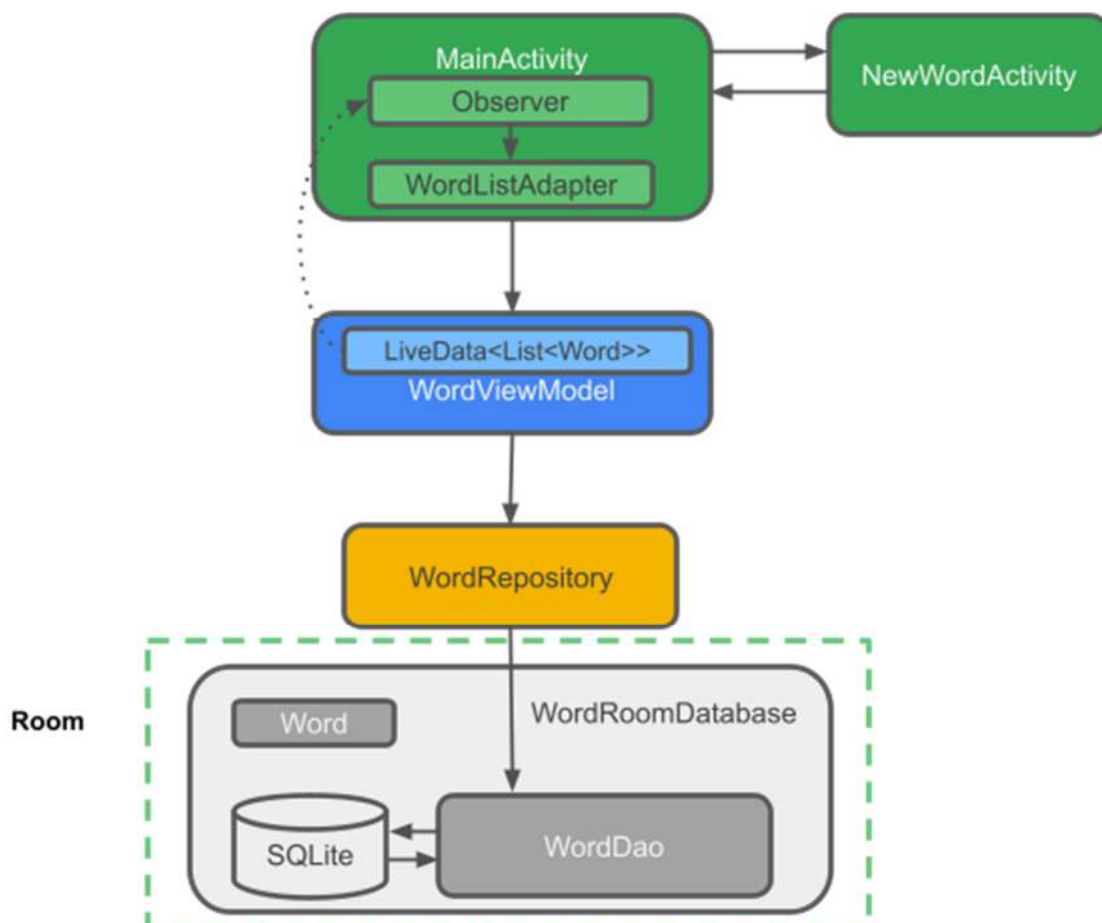 MainActivity
NewWordActivity
Observer
WordListAdapter
LiveData<List<Word>>
WordViewModel
WordRepository
Room
Word
WordRoomDatabase
SQLite
WordDao